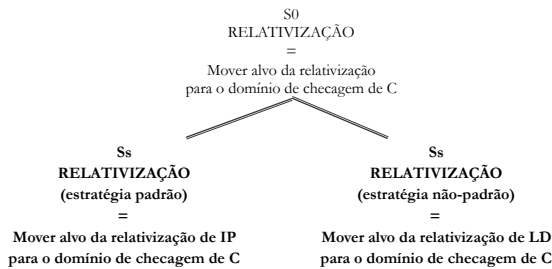 S0
RELATIVIZAÇÃO
=
Mover alvo da relativização
para o domínio de checagem de C
Ss
RELATIVIZAÇÃO
(estratégia padrão)
=
Mover alvo da relativização de IP
para o domínio de checagem de C
Ss
RELATIVIZAÇÃO
(estratégia não-padrão)
=
Mover alvo da relativização de LD
para o domínio de checagem de C